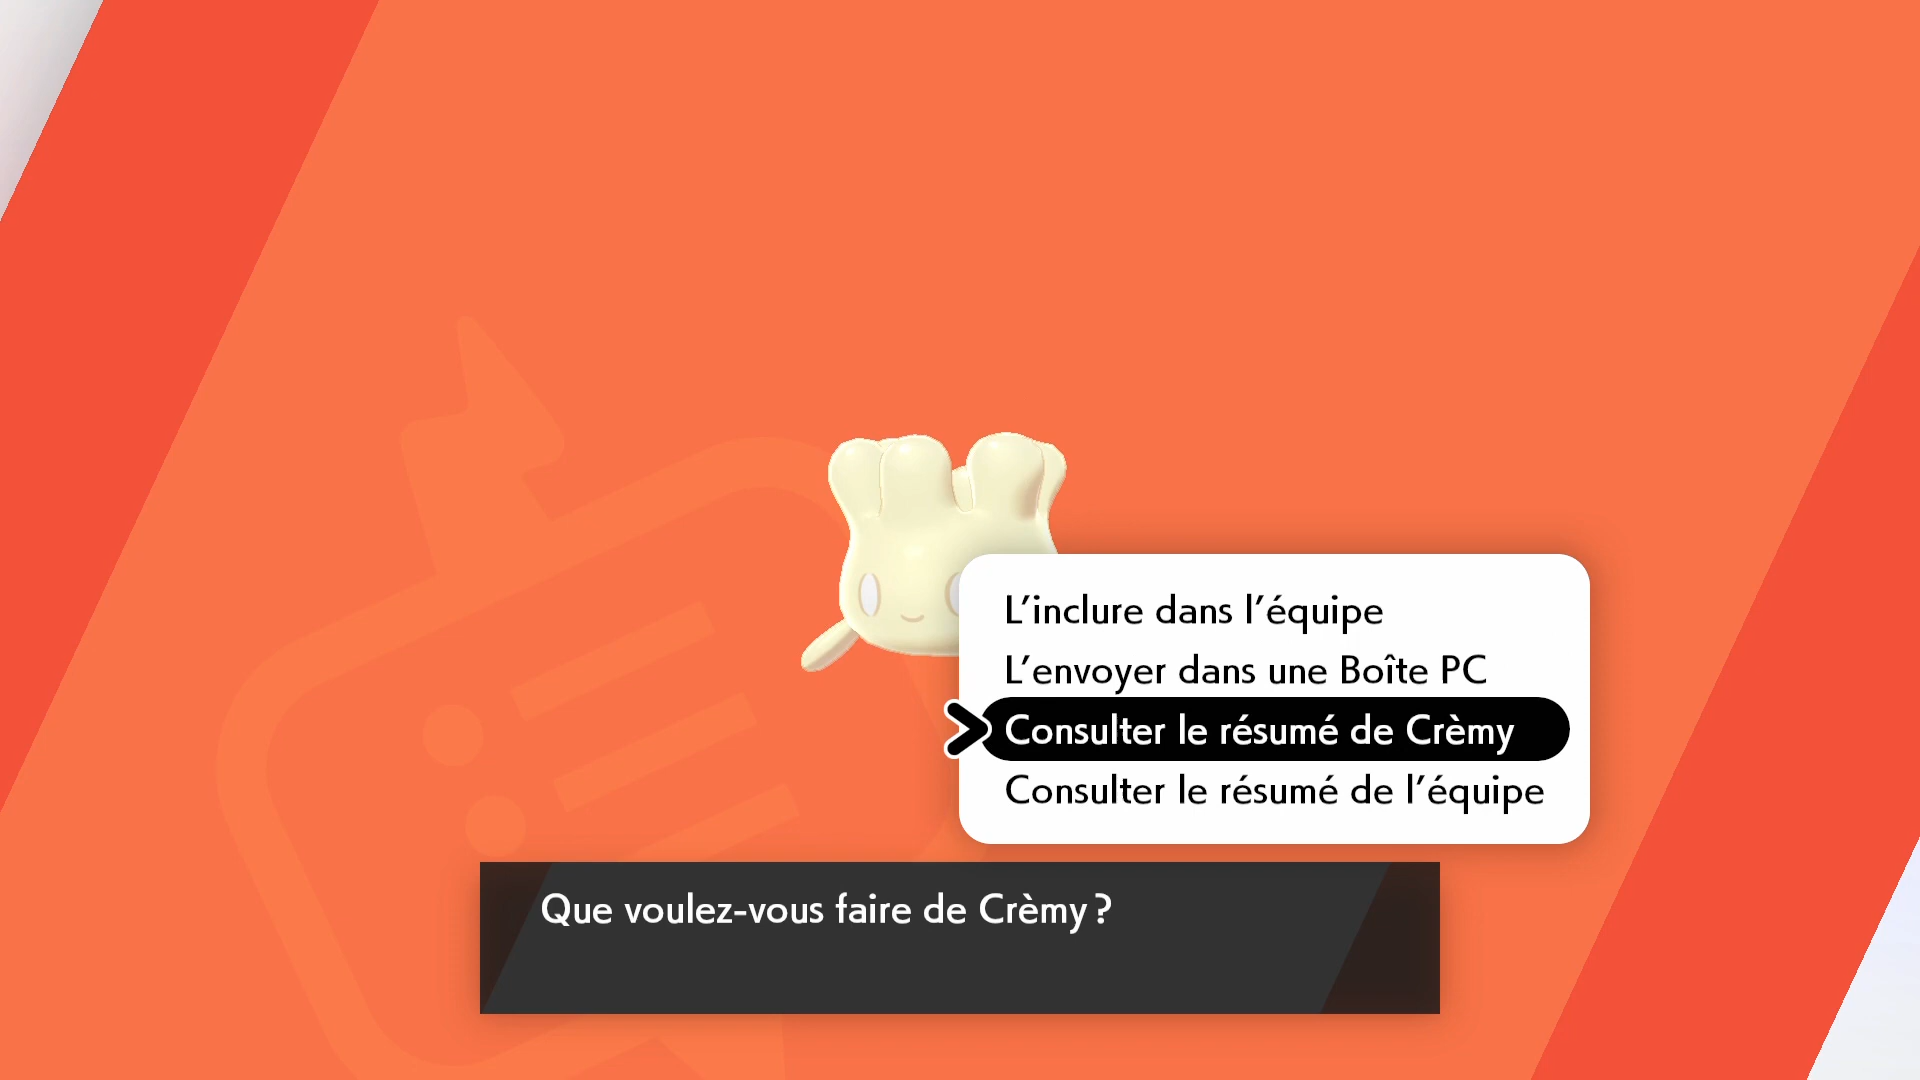 L’inclure dans l’équipe
L’envoyer dans une Boîte PC
Consulter le résumé de Crèmy
Consulter le résumé de l’équipe
Que voulez-vous faire de Crèmy ?